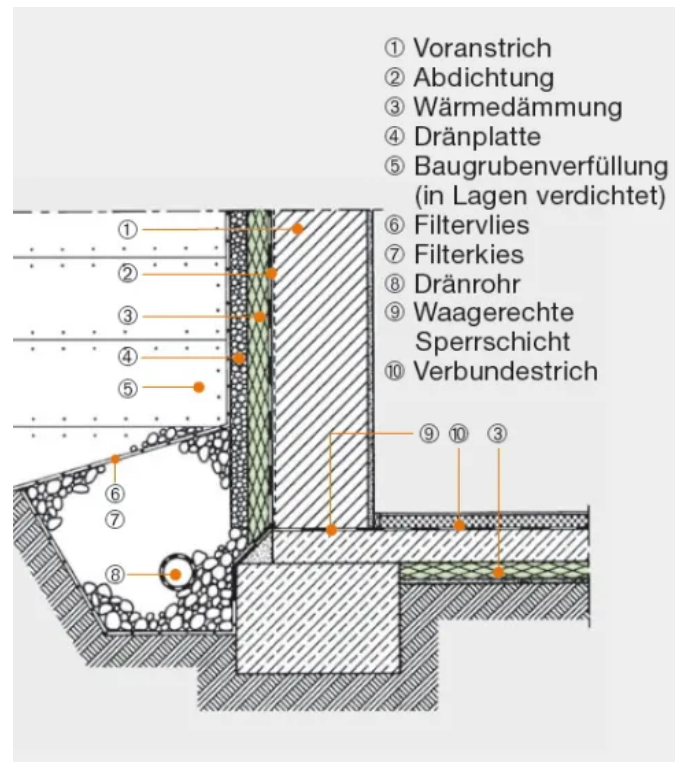 ① Voranstrich
② Abdichtung
③ Wärmedämmung
④ Dränplatte
⑤ Baugrubenverfüllung
(in Lagen verdichtet)
⑥ Filtervlies
⑦ Filterkies
⑧ Dränrohr
⑨ Waagerechte
Sperrschicht
⑩ Verbundestrich
①
②
③
④
⑤
⑨ ⑩ ③
⑥
⑦
⑧